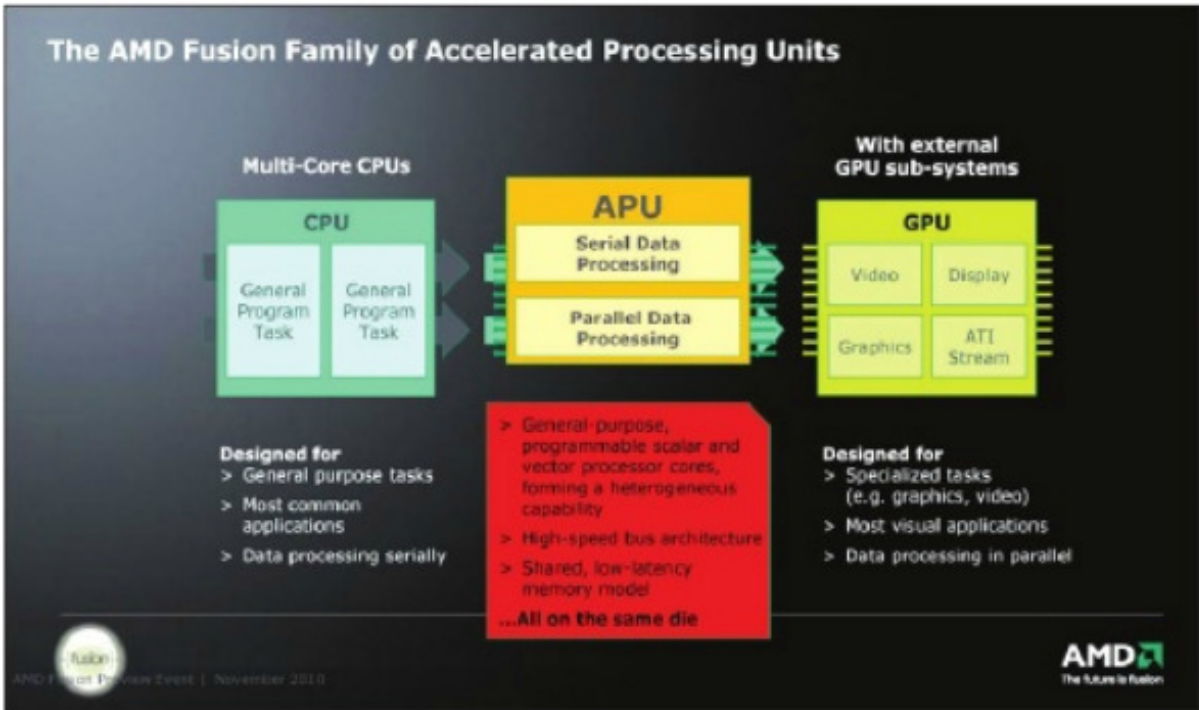 The AMD Fusion Family of Accelerated Processing Units
Multi-Core CPUs
CPU
General
Program
Task
General
Program
Task
APU
Serial Data
Processing
Parallel Data
Processing
With external
GPU sub-systems
GPU
Video
Display
Graphics
ATI
Stream
Designed for
> General purpose tasks
> Most common
applications
> Data processing serially
> General-purpose,
programmable scalar and
vector processor cores,
forming a heterogeneous
capability
> High-speed bus architecture
> Shared, low-latency
memory model
...All on the same die
Designed for
> Specialized tasks
(e.g. graphics, video)
> Most visual applications
> Data processing in parallel
fusion
AMD Fusion Preview Event | November 2010
AMD
The future is fusion